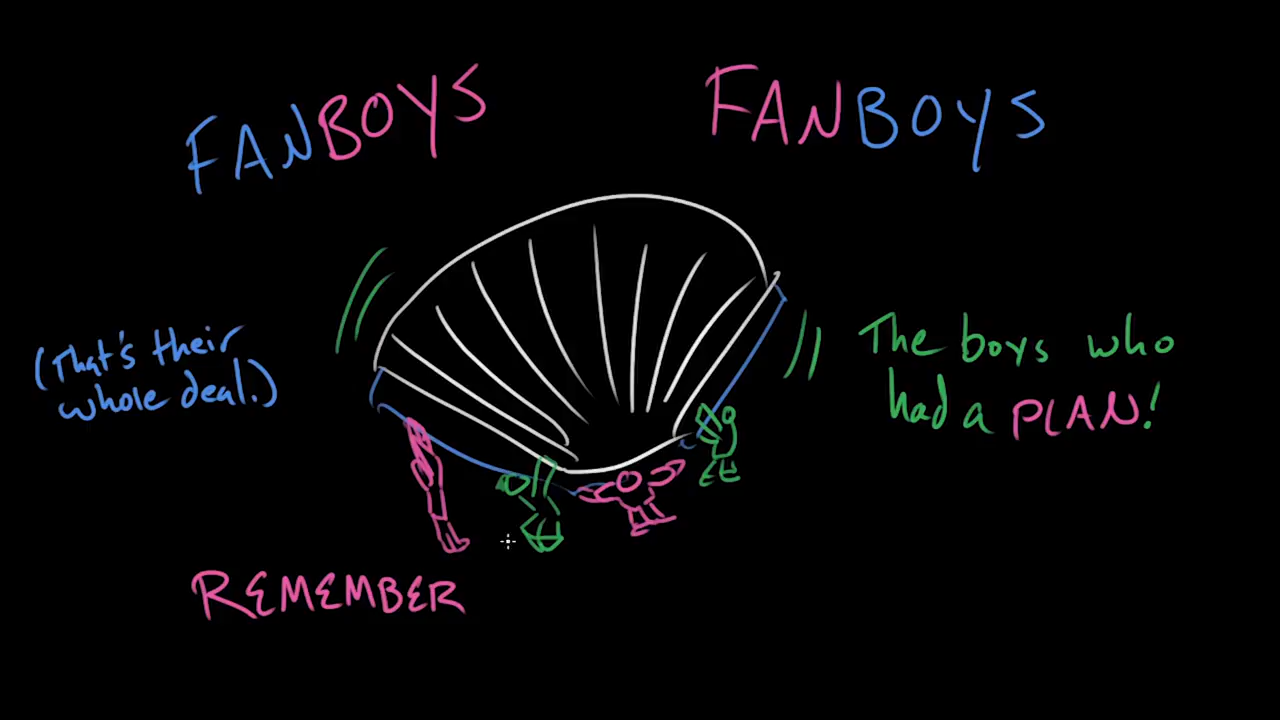 FANBOYS
FANBOYS
(That's their
whole deal.)
The boys who
had a PLAN!
REMEMBER